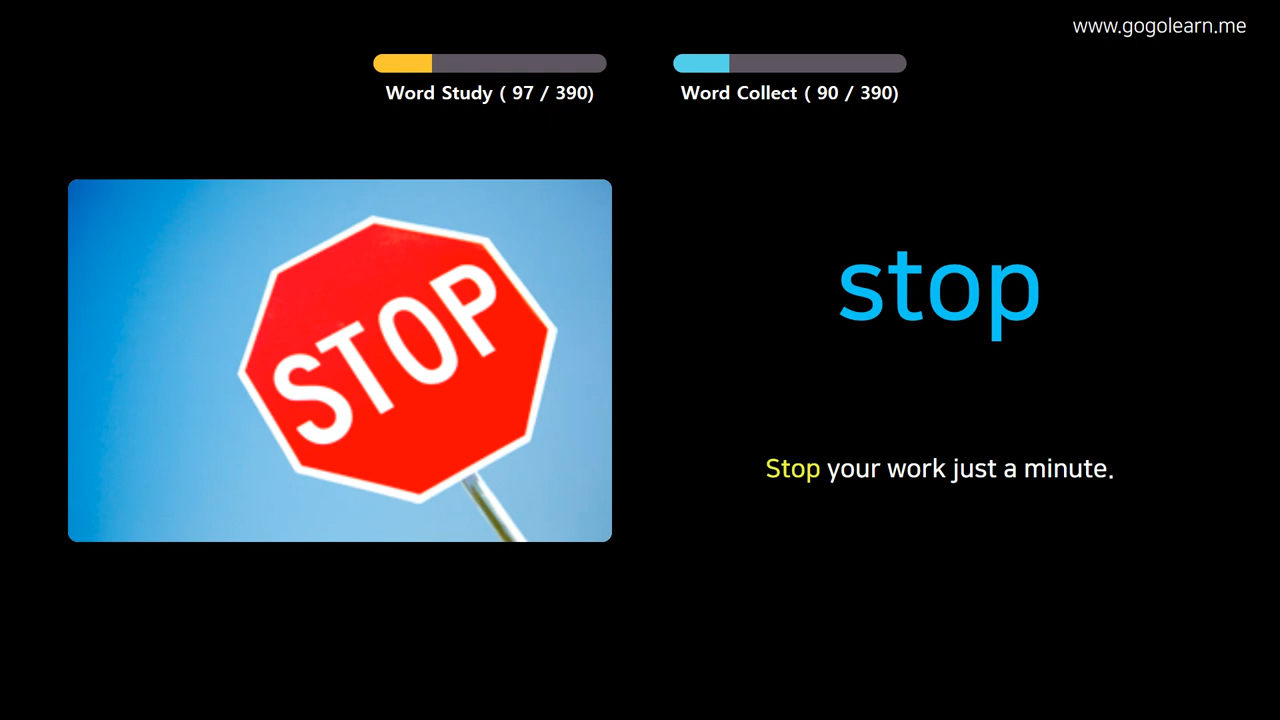 www.gogolearn.me
Word Study ( 97 / 390)
Word Collect ( 90 / 390)
STOP
stop
Stop your work just a minute.